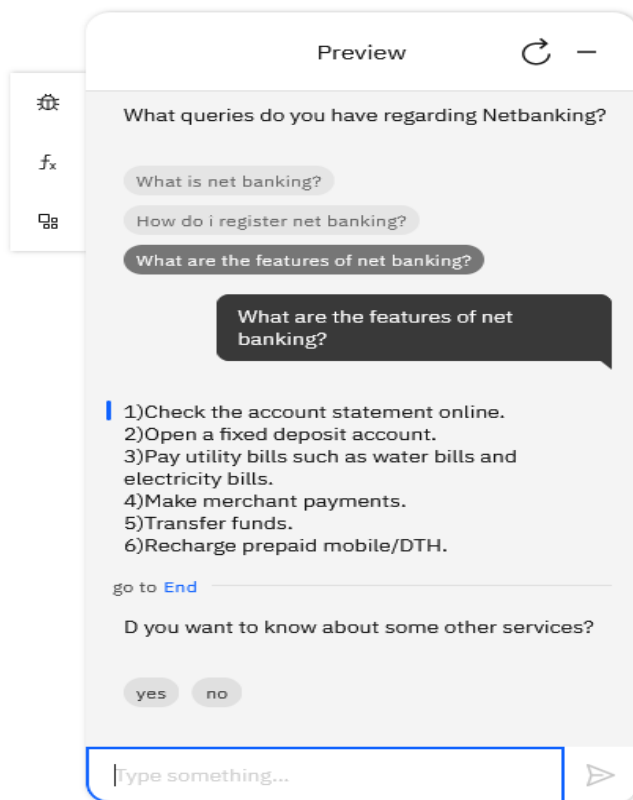 Preview
What queries do you have regarding Netbanking?
fx
What is net banking?
How do i register net banking?
What are the features of net banking?
What are the features of net
banking?
1)Check the account statement online.
2)Open a fixed deposit account.
3)Pay utility bills such as water bills and
electricity bills.
4)Make merchant payments.
5)Transfer funds.
6)Recharge prepaid mobile/DTH.
go to End
D you want to know about some other services?
yes no
Type something...